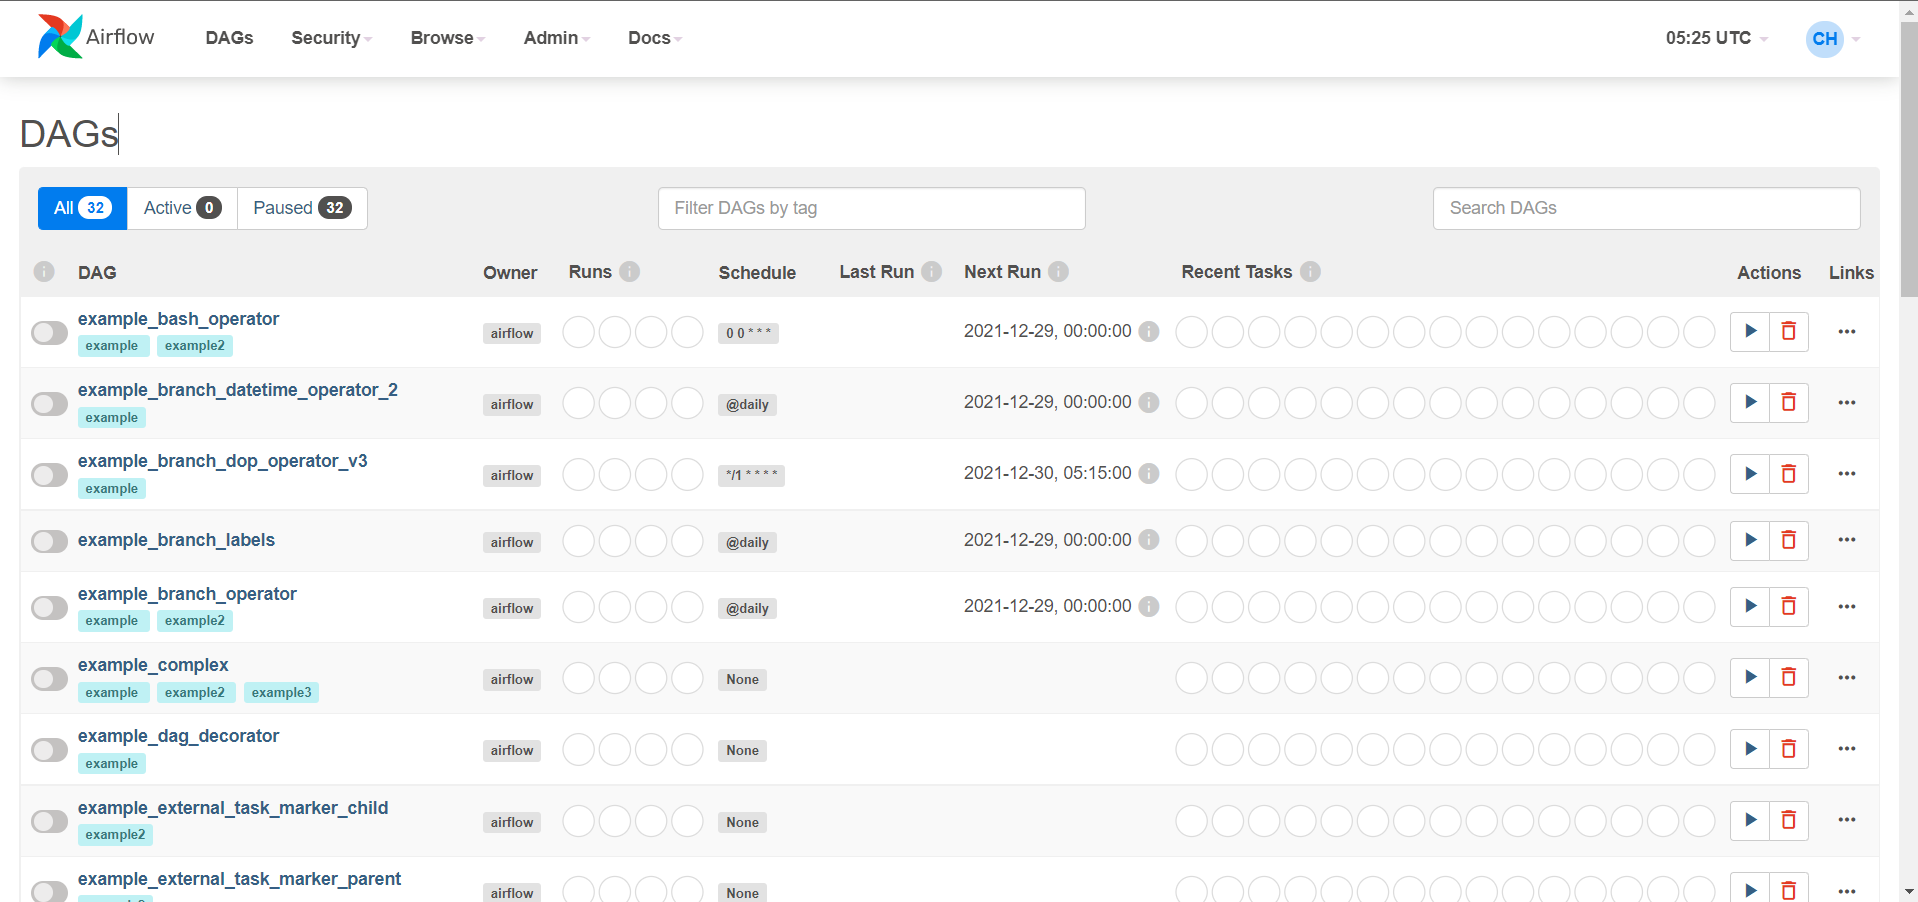 Airflow DAGs Security Browse Admin Docs 05:25 UTC CH
DAGs
All 32 Active 0 Paused 32 Filter DAGs by tag Search DAGs
DAG Owner Runs Schedule Last Run Next Run Recent Tasks Actions Links
example_bash_operator
example example2
airflow 0 0 * * * 2021-12-29, 00:00:00
example_branch_datetime_operator_2
example
airflow @daily 2021-12-29, 00:00:00
example_branch_dop_operator_v3
example
airflow */1 * * * * 2021-12-30, 05:15:00
example_branch_labels airflow @daily 2021-12-29, 00:00:00
example_branch_operator
example example2
airflow @daily 2021-12-29, 00:00:00
example_complex
example example2 example3
airflow None
example_dag_decorator
example
airflow None
example_external_task_marker_child
example2
airflow None
example_external_task_marker_parent
airflow None